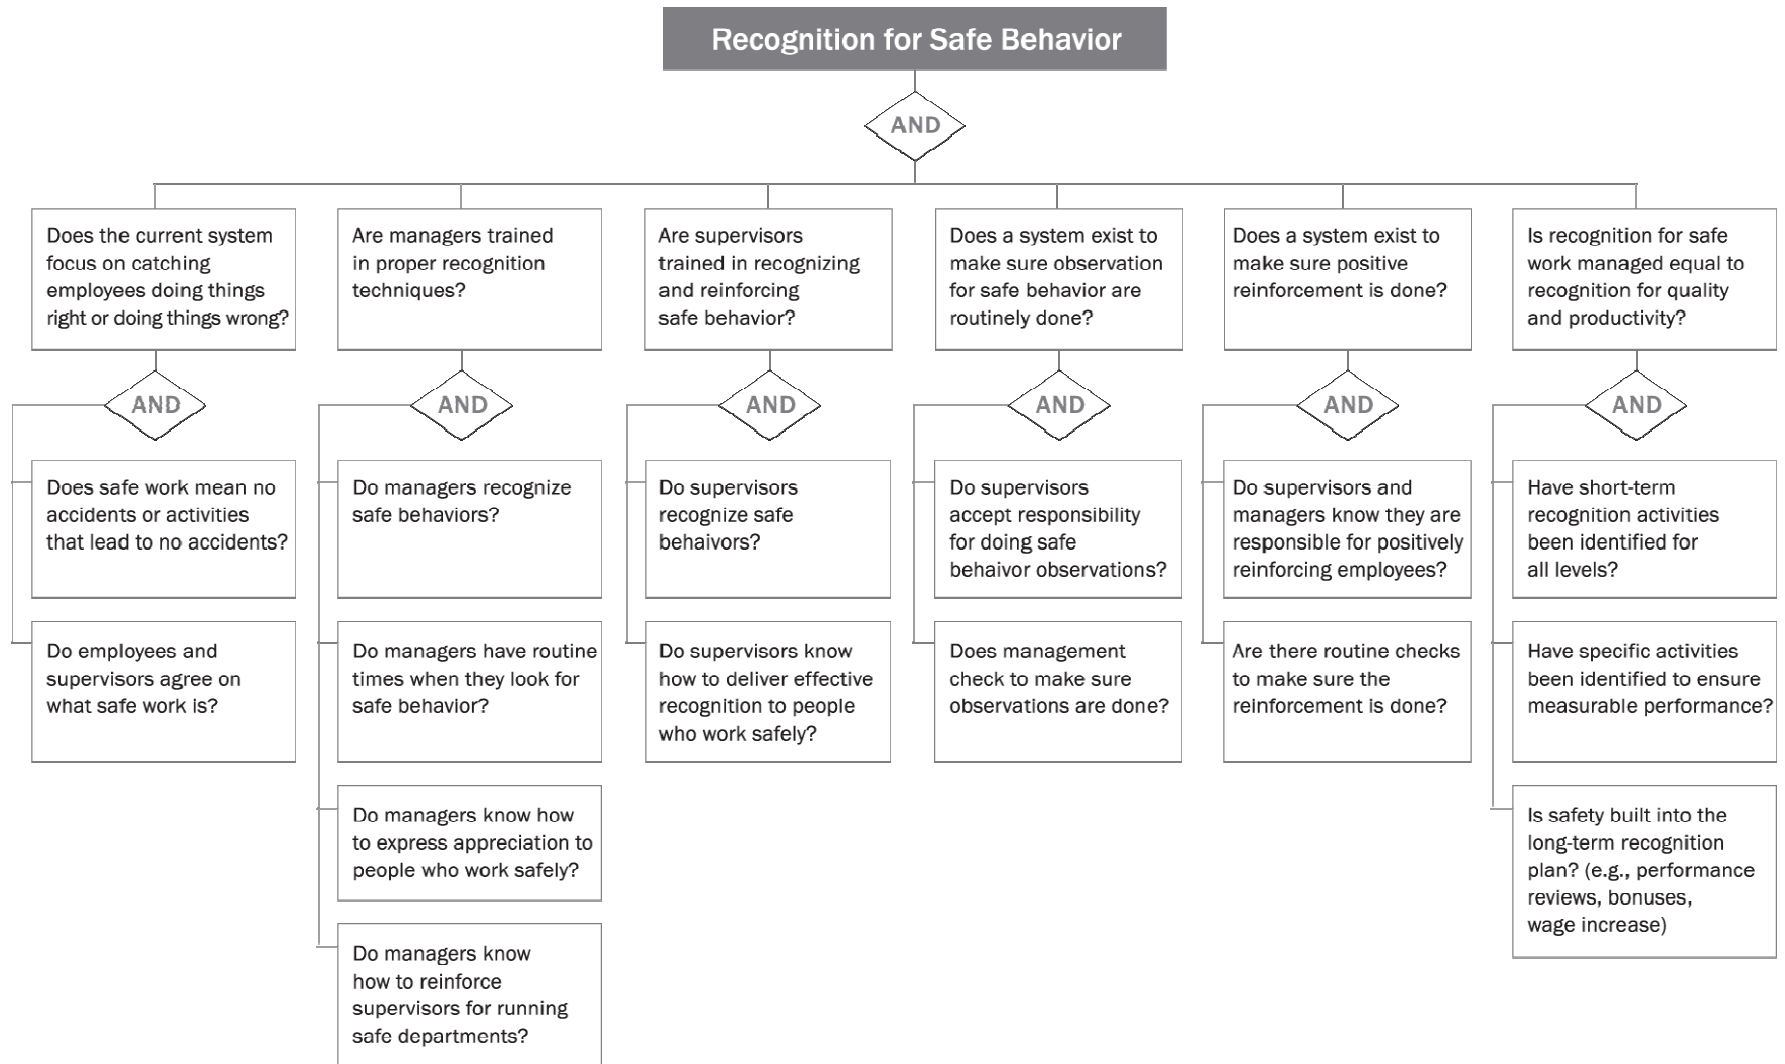 Recognition for Safe Behavior
AND
Does the current system
focus on catching
employees doing things
right or doing things wrong?
AND
Does safe work mean no
accidents or activities
that lead to no accidents?
Do employees and
supervisors agree on
what safe work is?
Are managers trained
in proper recognition
techniques?
AND
Do managers recognize
safe behaviors?
Do managers have routine
times when they look for
safe behavior?
Do managers know how
to express appreciation to
people who work safely?
Do managers know
how to reinforce
supervisors for running
safe departments?
Are supervisors
trained in recognizing
and reinforcing
safe behavior?
AND
Do supervisors
recognize safe
behaivors?
Do supervisors know
how to deliver effective
recognition to people
who work safely?
Does a system exist to
make sure observation
for safe behavior are
routinely done?
AND
Do supervisors
accept responsibility
for doing safe
behaivor observations?
Does management
check to make sure
observations are done?
Does a system exist to
make sure positive
reinforcement is done?
AND
Do supervisors and
managers know they are
responsible for positively
reinforcing employees?
Are there routine checks
to make sure the
reinforcement is done?
Is recognition for safe
work managed equal to
recognition for quality
and productivity?
AND
Have short-term
recognition activities
been identified for
all levels?
Have specific activities
been identified to ensure
measurable performance?
Is safety built into the
long-term recognition
plan? (e.g., performance
reviews, bonuses,
wage increase)